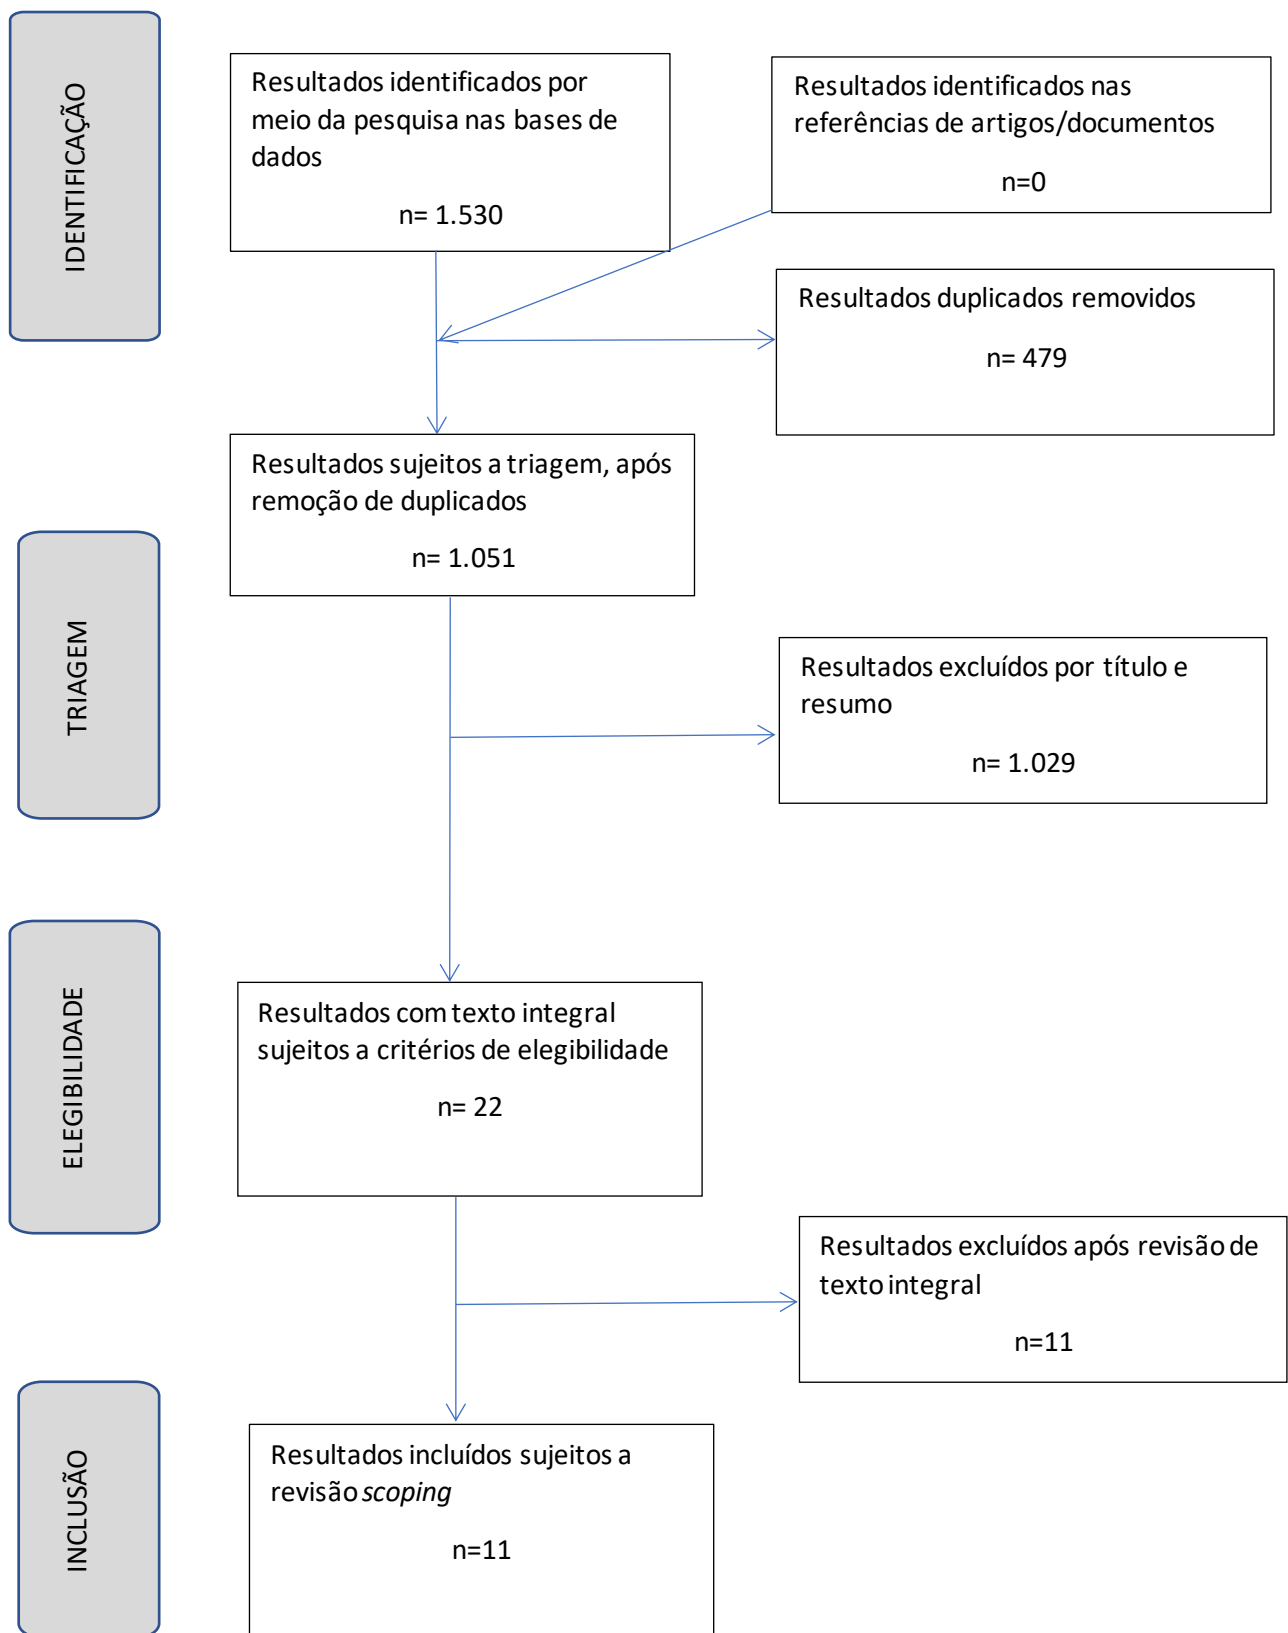 IDENTIFICAÇÃO
Resultados identificados por
meio da pesquisa nas bases de
dados
n= 1.530
Resultados identificados nas
referências de artigos/documentos
n=0
Resultados duplicados removidos
n= 479
Resultados sujeitos a triagem, após
remoção de duplicados
n= 1.051
TRIAGEM
Resultados excluídos por título e
resumo
n= 1.029
ELEGIBILIDADE
Resultados com texto integral
sujeitos a critérios de elegibilidade
n= 22
Resultados excluídos após revisão de
texto integral
n=11
INCLUSÃO
Resultados incluídos sujeitos a
revisão scoping
n=11